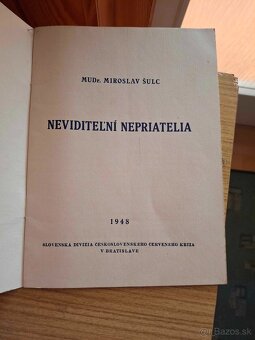 MUDr. MIROSLAV ŠULC
NEVIDITEĽNÍ NEPRIATELIA
1948
SLOVENSKÁ DIVÍZIA ČESKOSLOVENSKÉHO ČERVENÉHO KRÍŽA
V BRATISLAVE
bazos.sk